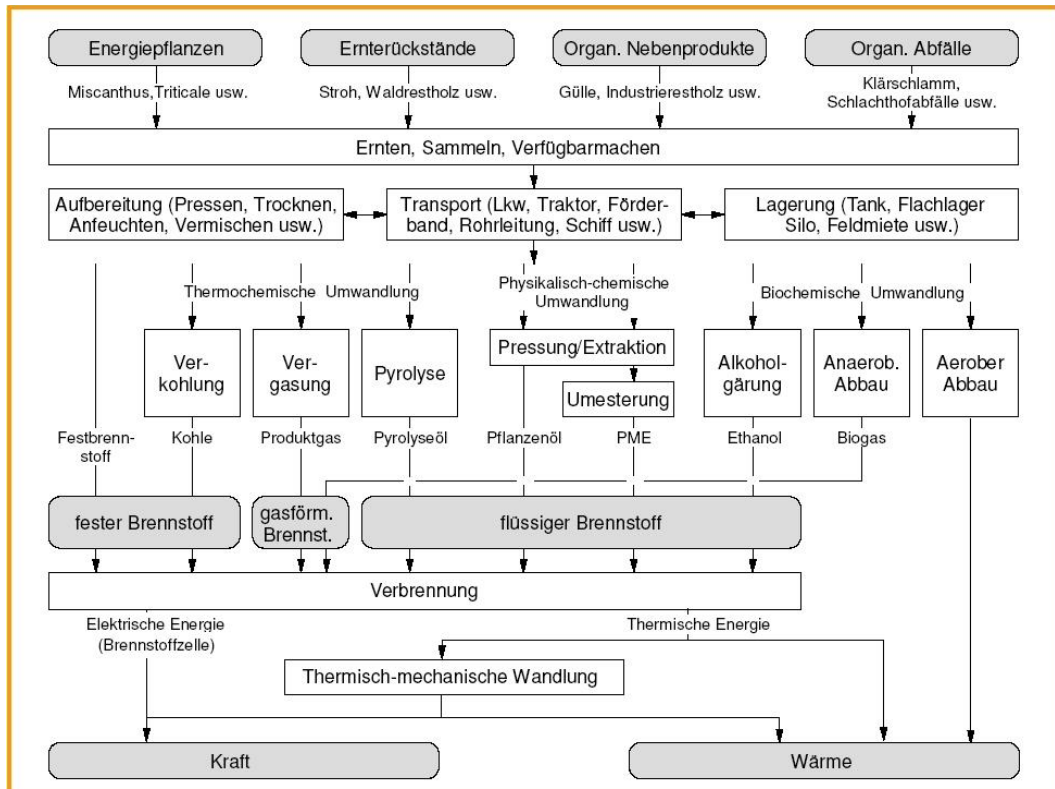 Energiepflanzen
Ernterückstände
Organ. Nebenprodukte
Organ. Abfälle
Miscanthus,Triticale usw.
Stroh, Waldrestholz usw.
Gülle, Industrierestholz usw.
Klärschlamm,
Schlachthofabfälle usw.
Ernten, Sammeln, Verfügbarmachen
Aufbereitung (Pressen, Trocknen,
Anfeuchten, Vermischen usw.)
Transport (Lkw, Traktor, Förder-
band, Rohrleitung, Schiff usw.)
Lagerung (Tank, Flachlager
Silo, Feldmiete usw.)
Thermochemische Umwandlung
Physikalisch-chemische
Umwandlung
Biochemische Umwandlung
Ver-
kohlung
Ver-
gasung
Pyrolyse
Pressung/Extraktion
Umesterung
Alkohol-
gärung
Anaerob.
Abbau
Aerober
Abbau
Festbrenn-
stoff
Kohle
Produktgas
Pyrolyseöl
Pflanzenöl
PME
Ethanol
Biogas
fester Brennstoff
gasförm.
Brennst.
flüssiger Brennstoff
Verbrennung
Elektrische Energie
(Brennstoffzelle)
Thermische Energie
Thermisch-mechanische Wandlung
Kraft
Wärme